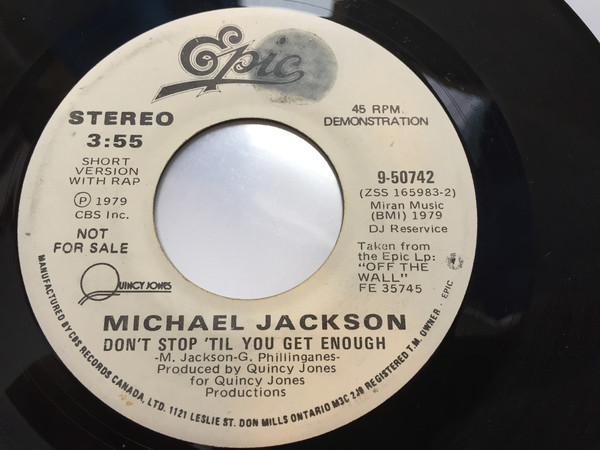 Epic
STEREO
3:55
SHORT
VERSION
WITH RAP
Ⓟ 1979
CBS Inc.
NOT
FOR SALE
QUINCY JONES
45 RPM
DEMONSTRATION
9-50742
(ZSS 165983-2)
Miran Music
(BMI) 1979
DJ Reservice
Taken from
the Epic Lp:
"OFF THE
WALL"
FE 35745
MICHAEL JACKSON
DON'T STOP 'TIL YOU GET ENOUGH
-M. Jackson-G. Phillinganes-
Produced by Quincy Jones
for Quincy Jones
Productions
MANUFACTURED BY CBS RECORDS CANADA, LTD. 1121 LESLIE ST. DON MILLS ONTARIO M3C 2J9 REGISTERED T.M. OWNER · EPIC